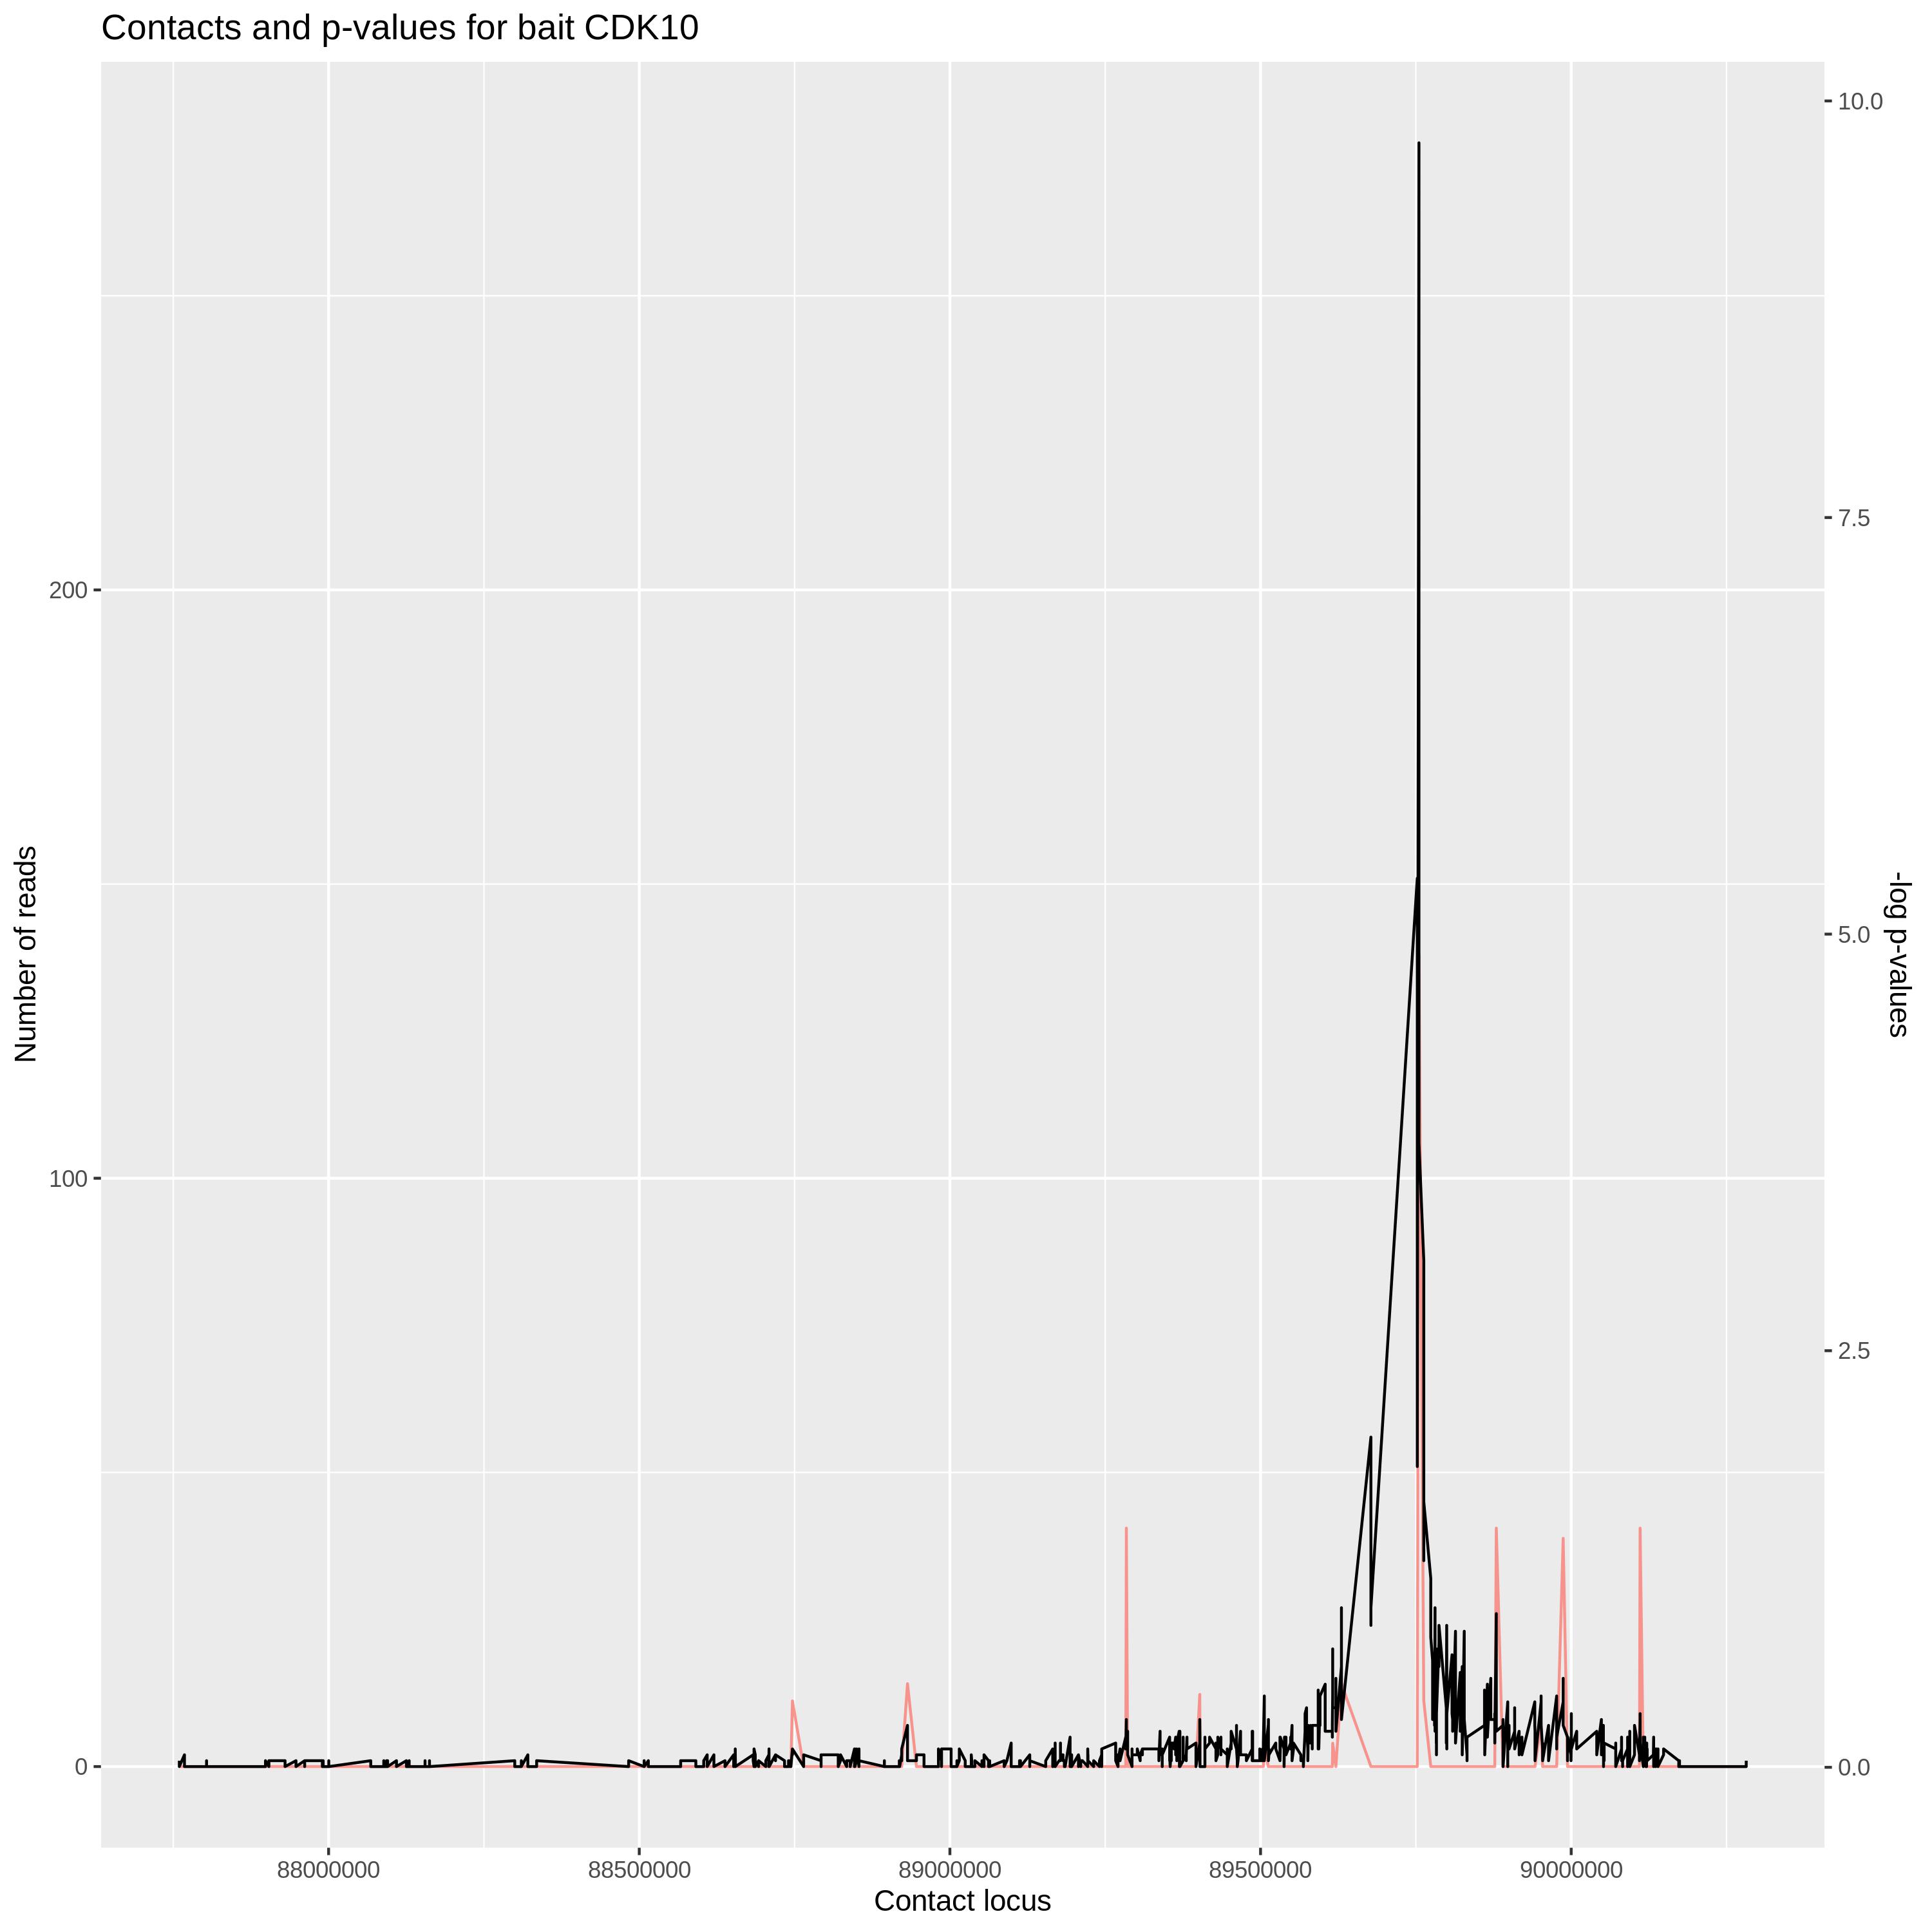 Contacts and p-values for bait CDK10
Number of reads
200
100
0
10.0
7.5
5.0
2.5
0.0
-log p-values
88000000 88500000 89000000 89500000 90000000
Contact locus